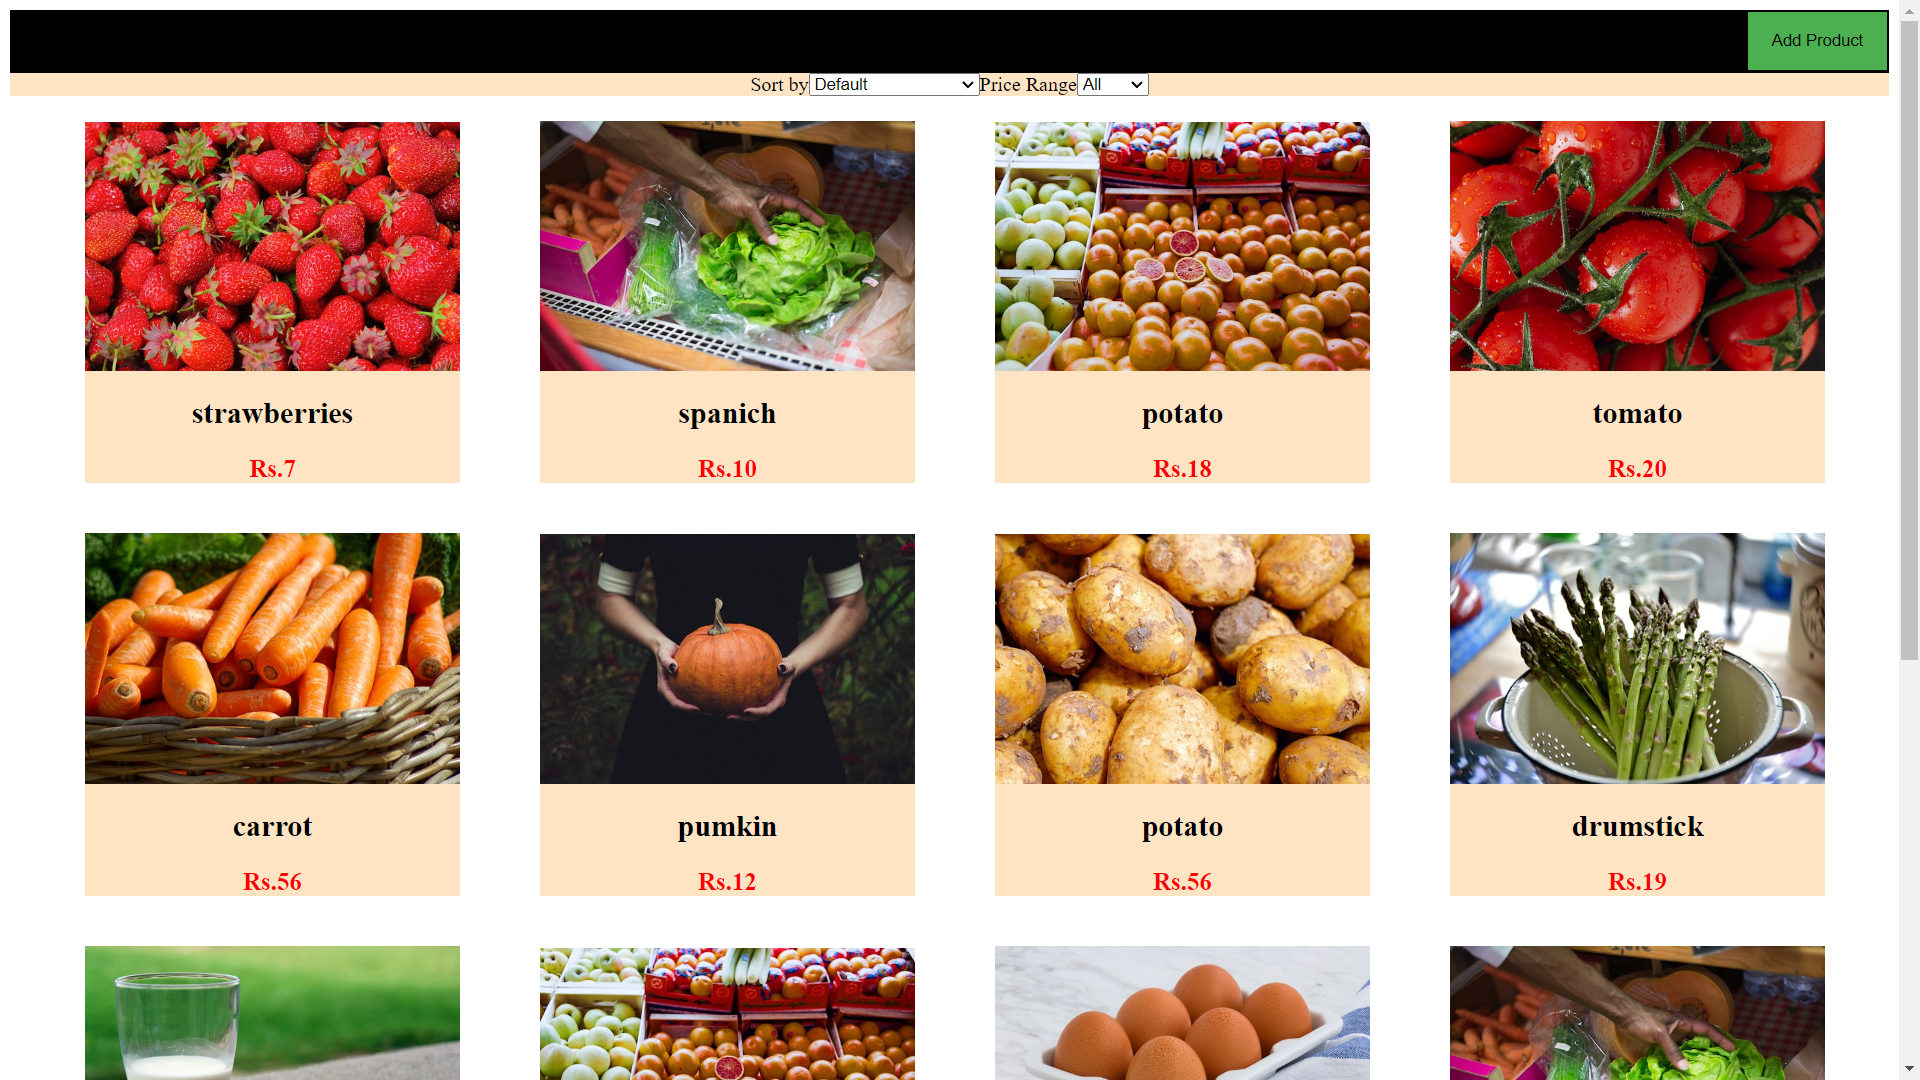 Add Product
Sort by Default Price Range All
strawberries
Rs.7
spanich
Rs.10
potato
Rs.18
tomato
Rs.20
carrot
Rs.56
pumkin
Rs.12
potato
Rs.56
drumstick
Rs.19